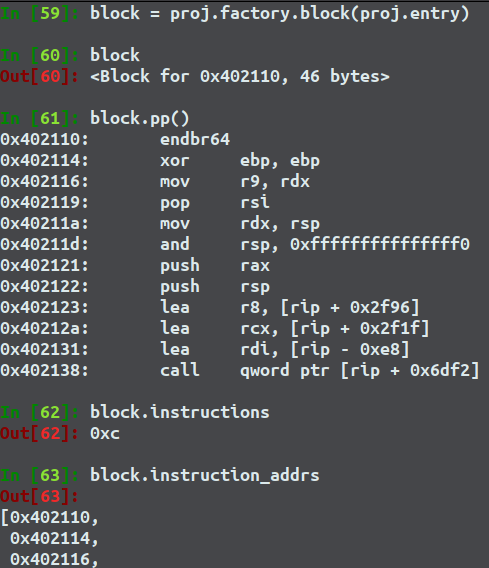 In [59]: block = proj.factory.block(proj.entry)
In [60]: block
Out[60]: <Block for 0x402110, 46 bytes>
In [61]: block.pp()
0x402110: endbr64
0x402114: xor ebp, ebp
0x402116: mov r9, rdx
0x402119: pop rsi
0x40211a: mov rdx, rsp
0x40211d: and rsp, 0xfffffffffffffff0
0x402121: push rax
0x402122: push rsp
0x402123: lea r8, [rip + 0x2f96]
0x40212a: lea rcx, [rip + 0x2f1f]
0x402131: lea rdi, [rip - 0xe8]
0x402138: call qword ptr [rip + 0x6df2]
In [62]: block.instructions
Out[62]: 0xc
In [63]: block.instruction_addrs
Out[63]:
[0x402110,
0x402114,
0x402116,